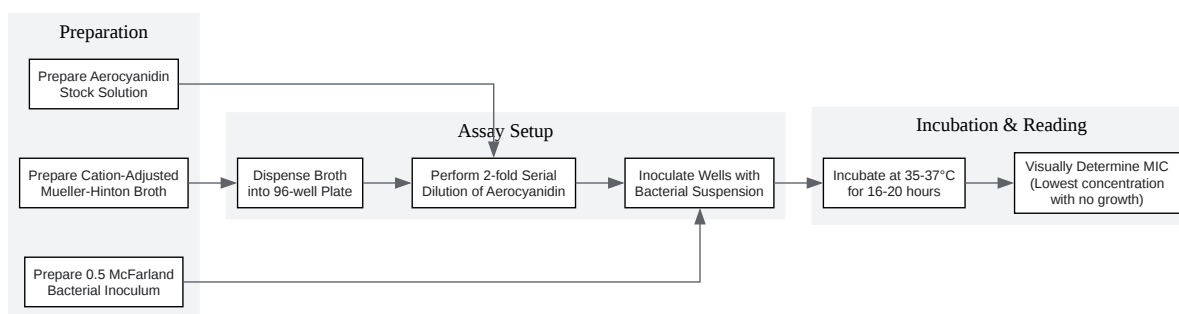 Preparation
Prepare Aerocyanidin
Stock Solution
Prepare Cation-Adjusted
Mueller-Hinton Broth
Prepare 0.5 McFarland
Bacterial Inoculum
Assay Setup
Dispense Broth
into 96-well Plate
Perform 2-fold Serial
Dilution of Aerocyanidin
Inoculate Wells with
Bacterial Suspension
Incubation & Reading
Incubate at 35-37°C
for 16-20 hours
Visually Determine MIC
(Lowest concentration
with no growth)